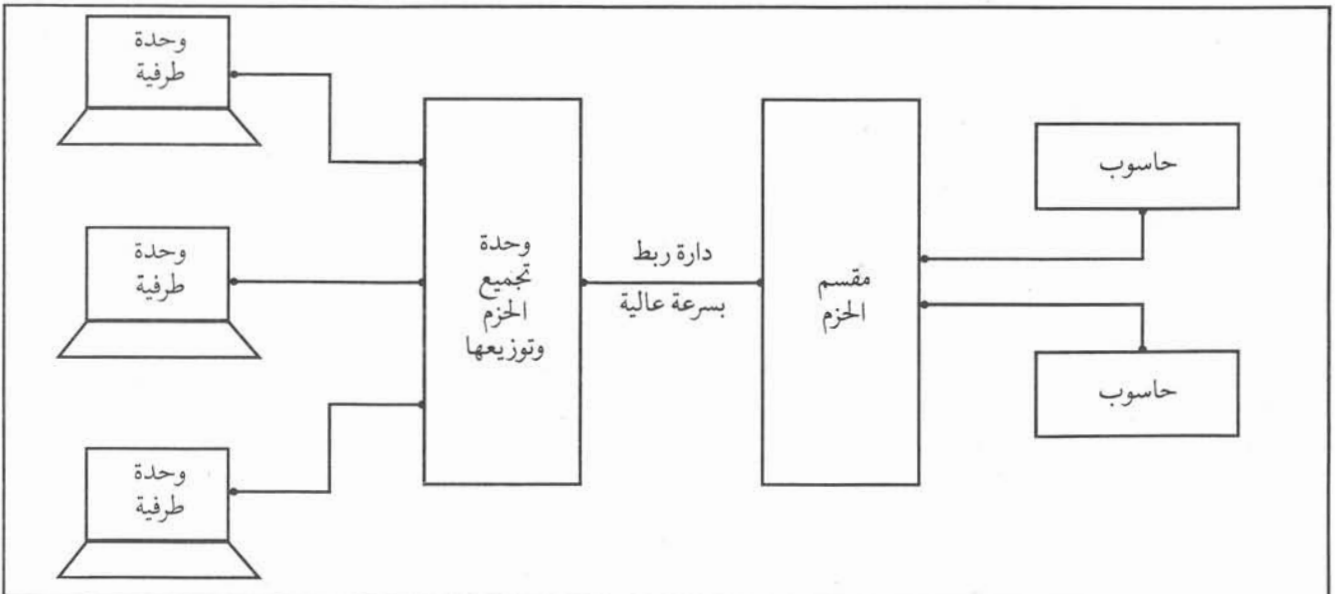 وحدة
طرفية
وحدة
طرفية
وحدة
طرفية
وحدة
تجميع
الحزم
وتوزيعها
دارة ربط
بسرعة عالية
مقسم
الحزم
حاسوب
حاسوب